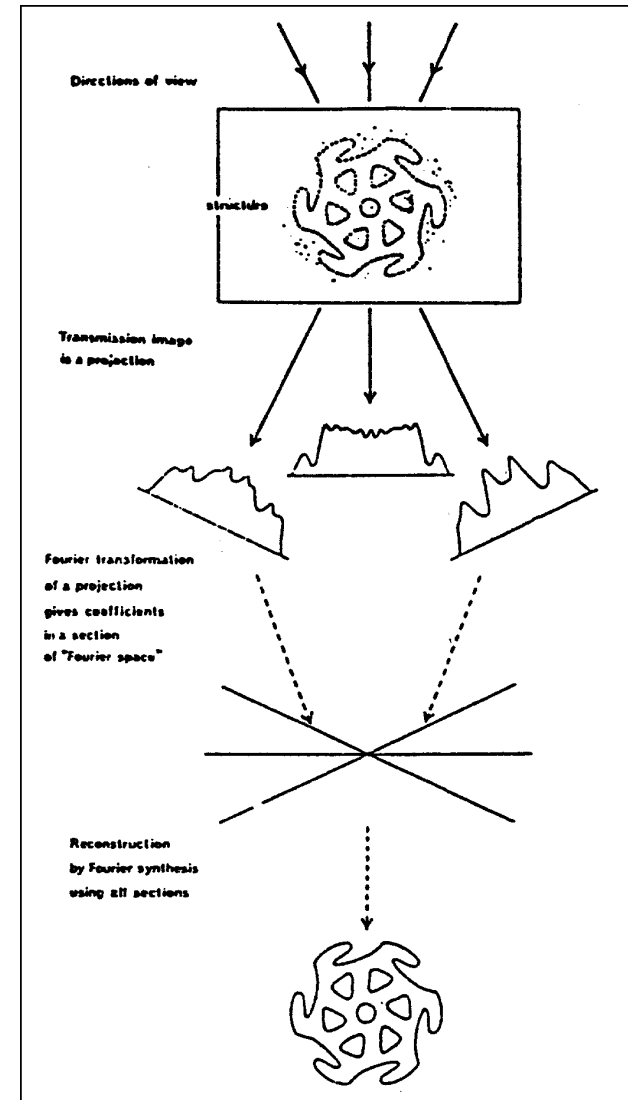 Directions of view
structure
Transmission image
is a projection
Fourier transformation
of a projection
gives coefficients
in a section
of "Fourier space"
Reconstruction
by Fourier synthesis
using all sections